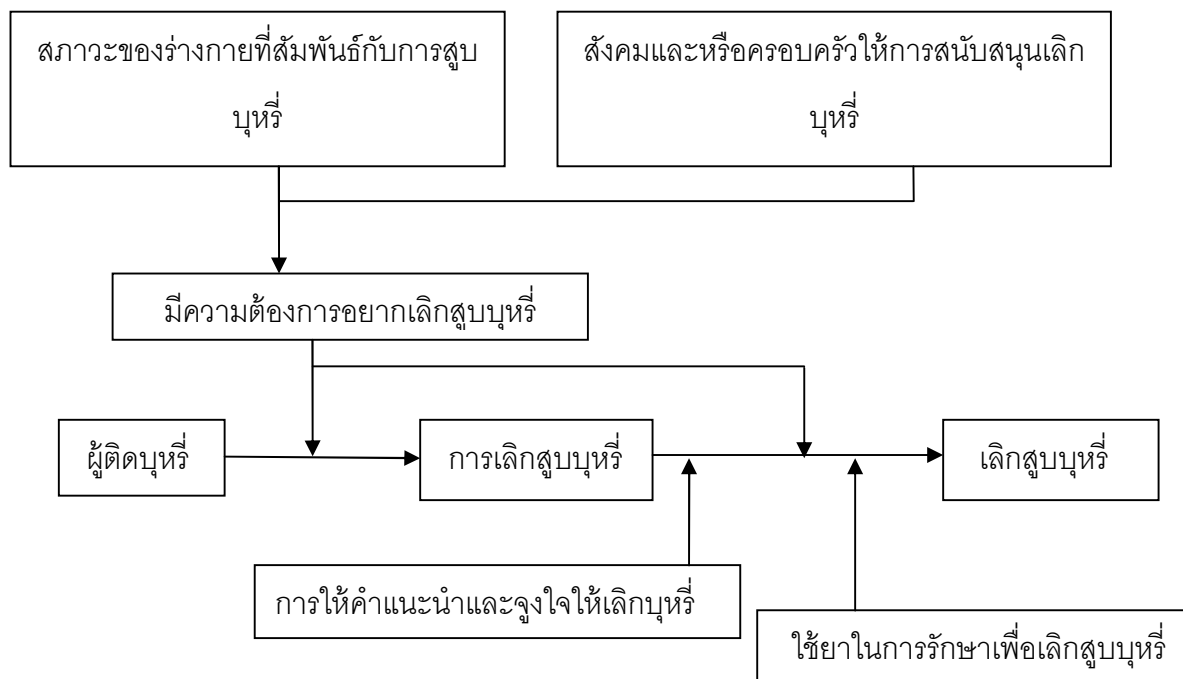 สภาวะของร่างกายที่สัมพันธ์กับการสูบ
บุหรี่
สังคมและหรือครอบครัวให้การสนับสนุนเลิก
บุหรี่
มีความต้องการอยากเลิกสูบบุหรี่
ผู้ติดบุหรี่
การเลิกสูบบุหรี่
เลิกสูบบุหรี่
การให้คำแนะนำและจูงใจให้เลิกบุหรี่
ใช้ยาในการรักษาเพื่อเลิกสูบบุหรี่